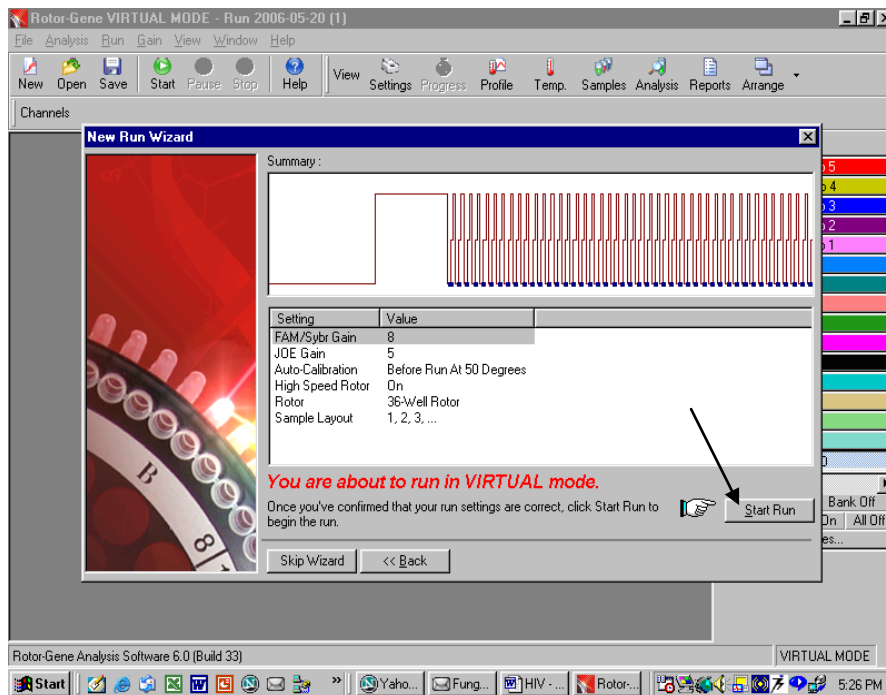 Rotor-Gene VIRTUAL MODE - Run 2006-05-20 (1)
File Analysis Run Gain View Window Help
New Open Save Start Pause Stop Help View Settings Progress Profile Temp. Samples Analysis Reports Arrange
Channels
New Run Wizard
Summary :
5
4
3
2
1
Setting Value
FAM/Sybr Gain 8
JOE Gain 5
Auto-Calibration Before Run At 50 Degrees
High Speed Rotor On
Rotor 36-Well Rotor
Sample Layout 1, 2, 3, ...
You are about to run in VIRTUAL mode.
Once you've confirmed that your run settings are correct, click Start Run to
begin the run.
Start Run
Bank Off
On All Off
es...
Skip Wizard << Back
B
8
1
Rotor-Gene Analysis Software 6.0 (Build 33) VIRTUAL MODE
Start » Yaho... Fung... HIV - ... Rotor-... 5:26 PM